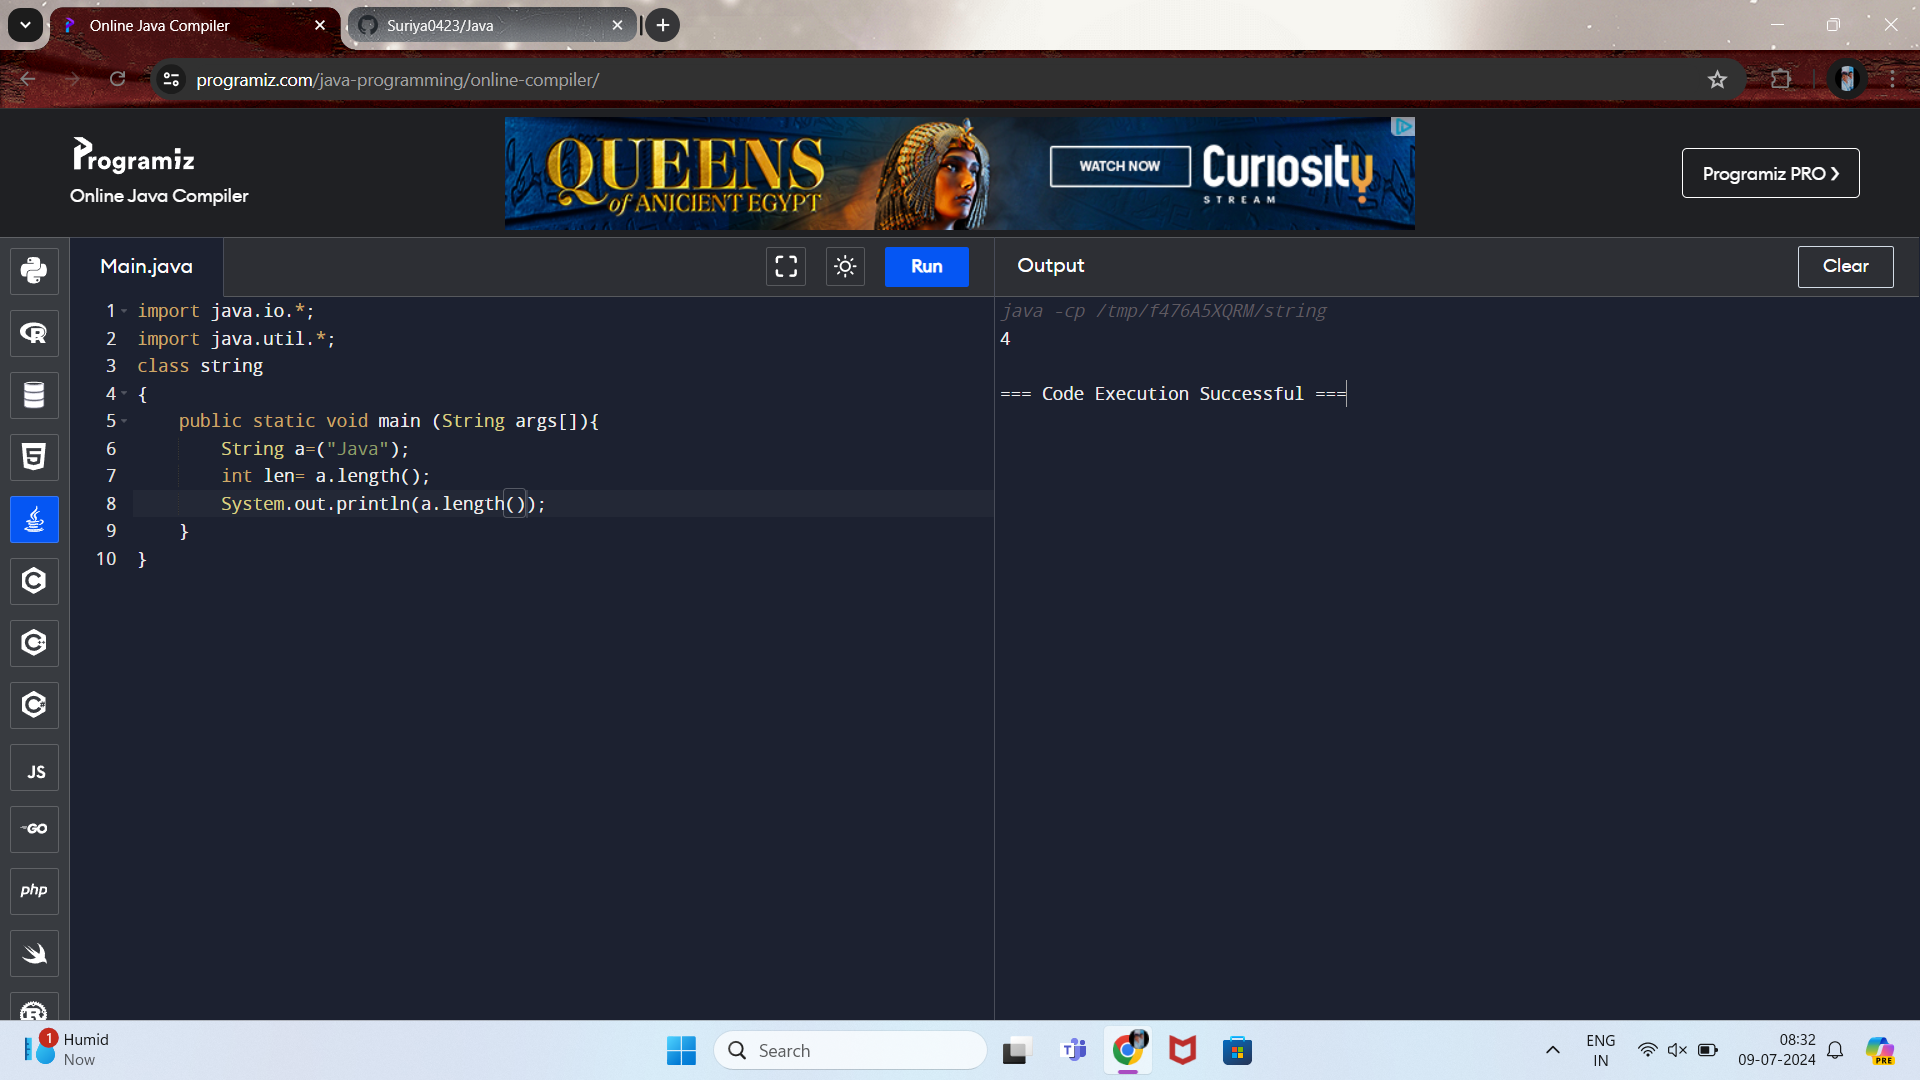 Online Java Compiler
Suriya0423/Java
programiz.com/java-programming/online-compiler/
Programiz
Online Java Compiler
QUEENS
of ANICIENT EGYPT
WATCH NOW
CURIOSITY
STREAM
Programiz PRO ❯
Main.java
Run
Output
Clear
1 import java.io.*;
2 import java.util.*;
3 class string
4 {
5     public static void main (String args[]){
6         String a=("Java");
7         int len= a.length();
8         System.out.println(a.length());
9     }
10 }
java -cp /tmp/f476A5XQRM/string
4
=== Code Execution Successful ===
JS
GO
php
1
Humid
Now
Search
ENG
IN
08:32
09-07-2024
PRE